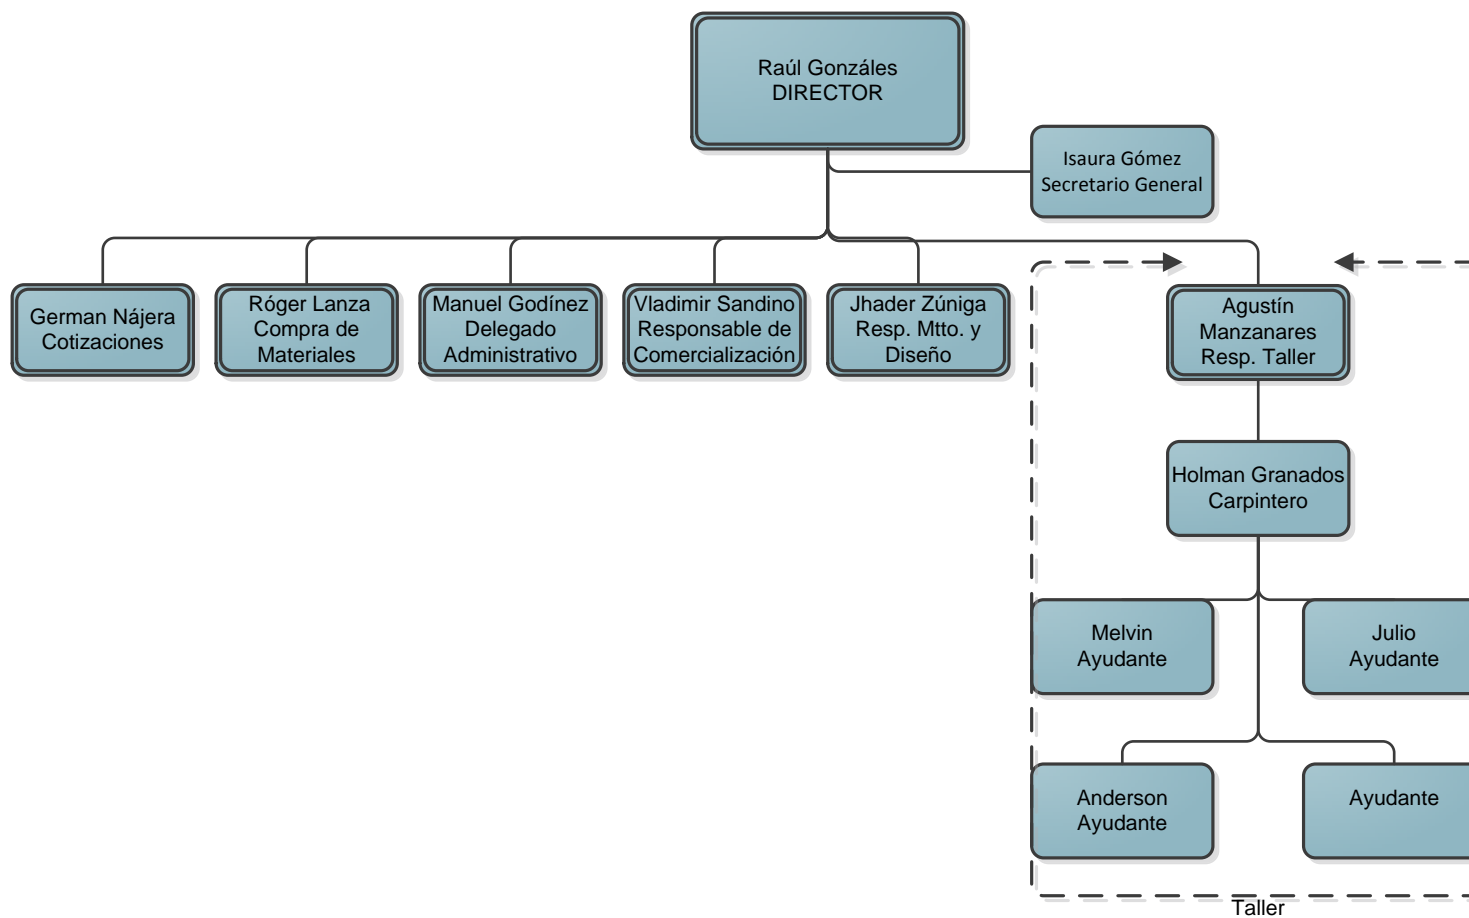 Raúl Gonzáles
DIRECTOR
Isaura Gómez
Secretario General
German Nájera
Cotizaciones
Róger Lanza
Compra de
Materiales
Manuel Godínez
Delegado
Administrativo
Vladimir Sandino
Responsable de
Comercialización
Jhader Zúniga
Resp. Mtto. y
Diseño
Agustín
Manzanares
Resp. Taller
Holman Granados
Carpintero
Melvin
Ayudante
Julio
Ayudante
Anderson
Ayudante
Ayudante
Taller